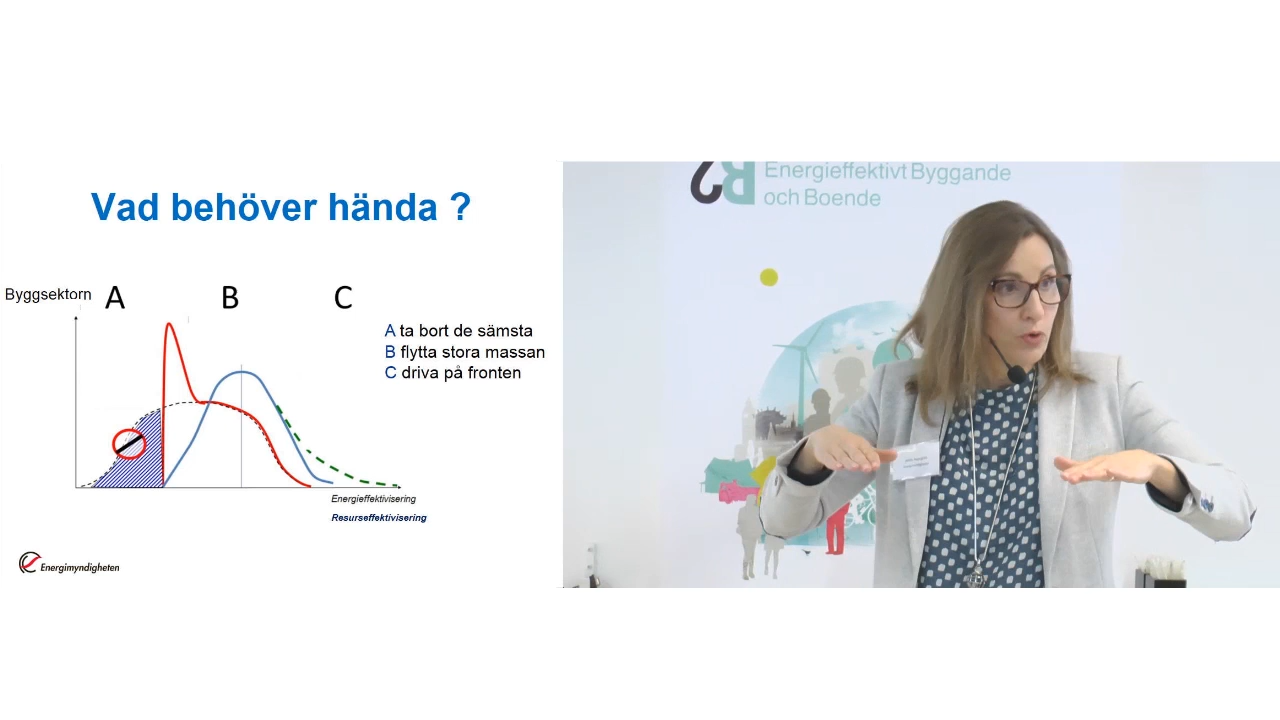 Vad behöver hända ?
Byggsektorn
A
B
C
A ta bort de sämsta
B flytta stora massan
C driva på fronten
Energieffektivisering
Resurseffektivisering
Energimyndigheten
Energieffektivt Byggande
och Boende